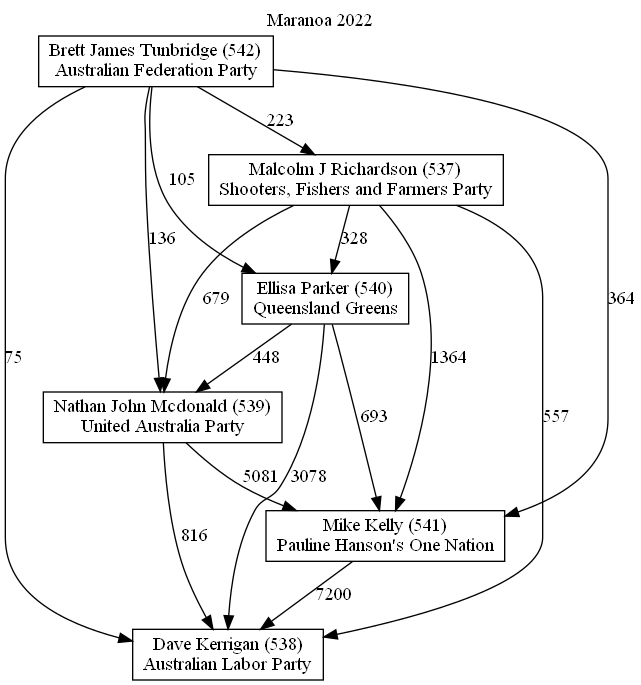 Maranoa 2022
Brett James Tunbridge (542)
Australian Federation Party
223
Malcolm J Richardson (537)
Shooters, Fishers and Farmers Party
105
136
328
679
364
Ellisa Parker (540)
Queensland Greens
75
448
1364
693
557
Nathan John Mcdonald (539)
United Australia Party
5081
3078
816
Mike Kelly (541)
Pauline Hanson's One Nation
7200
Dave Kerrigan (538)
Australian Labor Party